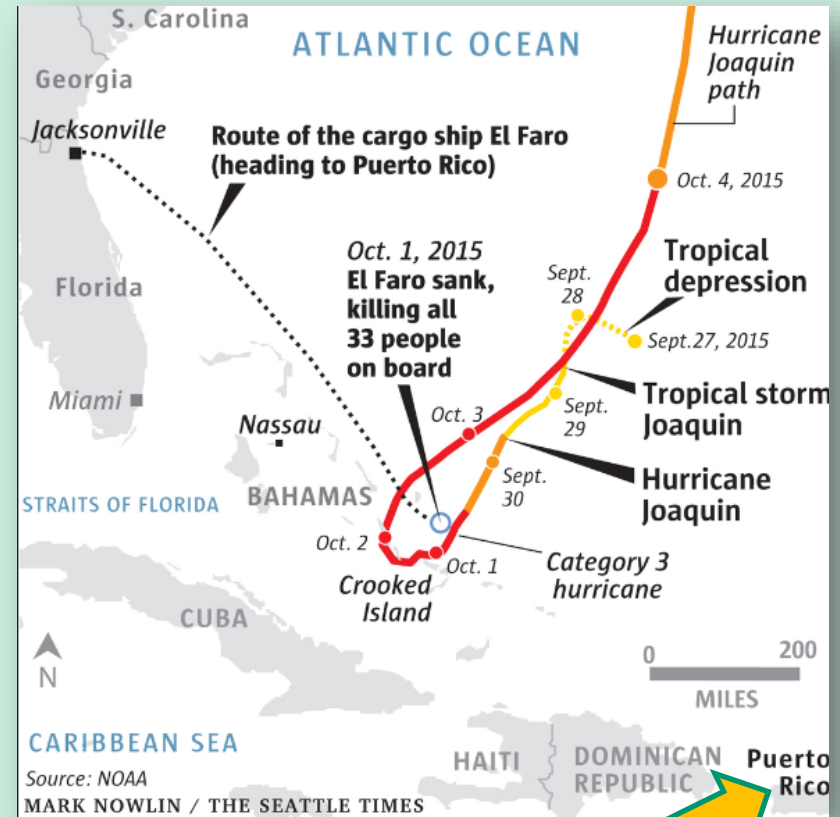 S. Carolina
ATLANTIC OCEAN
Hurricane
Joaquin
path
Georgia
Jacksonville
Route of the cargo ship El Faro
(heading to Puerto Rico)
Oct. 4, 2015
Oct. 1, 2015
El Faro sank,
killing all
33 people
on board
Tropical
depression
Sept.
28
Florida
Sept.27, 2015
Miami
Tropical storm
Joaquin
Sept.
29
Oct. 3
Nassau
Hurricane
Joaquin
Sept.
30
BAHAMAS
STRAITS OF FLORIDA
Oct. 2
Oct. 1
Category 3
hurricane
Crooked
Island
CUBA
N
0 200
MILES
CARIBBEAN SEA
HAITI
DOMINICAN
REPUBLIC
Puerto
Rico
Source: NOAA
MARK NOWLIN / THE SEATTLE TIMES